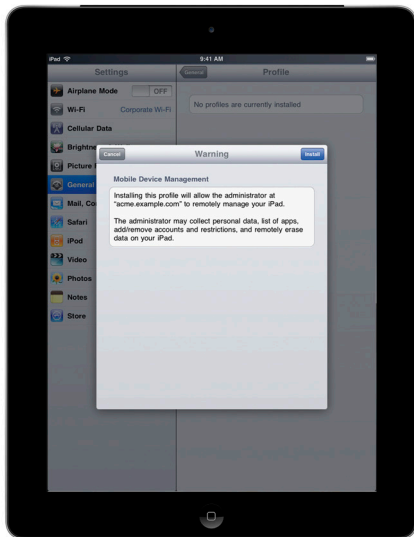 iPad
9:41 AM
Settings
General
Profile
Airplane Mode
OFF
Wi-Fi
Corporate Wi-Fi
No profiles are currently installed
Cellular Data
Brightne
Cancel
Warning
Install
Picture F
Mobile Device Management
General
Installing this profile will allow the administrator at
"acme.example.com" to remotely manage your iPad.
Mail, Co
The administrator may collect personal data, list of apps,
add/remove accounts and restrictions, and remotely erase
data on your iPad.
Safari
iPod
Video
Photos
Notes
Store